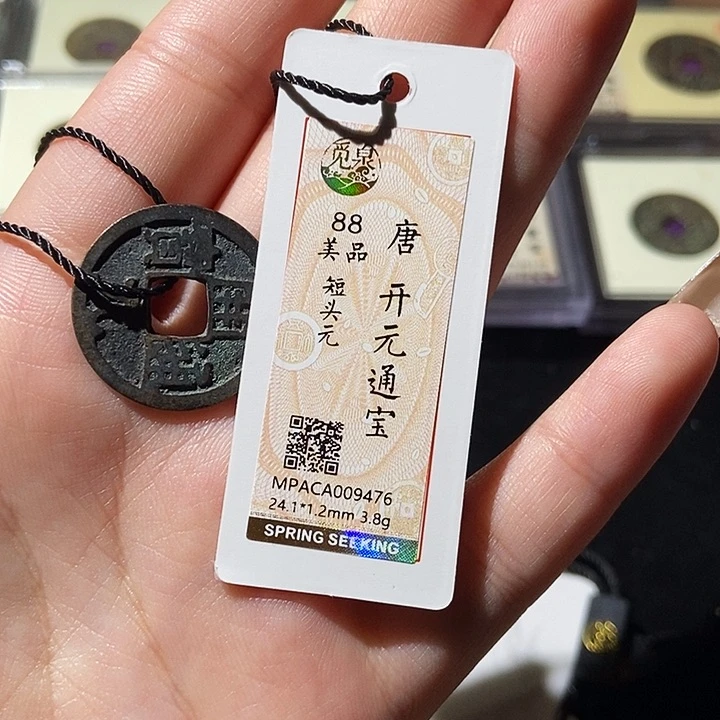 觅泉
唐 开元通宝
88
美品
短头元
MPACA009476
24.1*1.2mm 3.8g
SPRING SEEKING